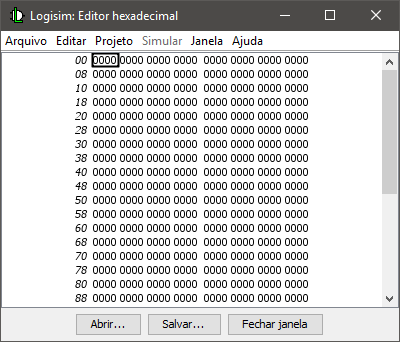 Logisim: Editor hexadecimal
Arquivo Editar Projeto Simular Janela Ajuda
00 0000 0000 0000 0000 0000 0000 0000 0000
08 0000 0000 0000 0000 0000 0000 0000 0000
10 0000 0000 0000 0000 0000 0000 0000 0000
18 0000 0000 0000 0000 0000 0000 0000 0000
20 0000 0000 0000 0000 0000 0000 0000 0000
28 0000 0000 0000 0000 0000 0000 0000 0000
30 0000 0000 0000 0000 0000 0000 0000 0000
38 0000 0000 0000 0000 0000 0000 0000 0000
40 0000 0000 0000 0000 0000 0000 0000 0000
48 0000 0000 0000 0000 0000 0000 0000 0000
50 0000 0000 0000 0000 0000 0000 0000 0000
58 0000 0000 0000 0000 0000 0000 0000 0000
60 0000 0000 0000 0000 0000 0000 0000 0000
68 0000 0000 0000 0000 0000 0000 0000 0000
70 0000 0000 0000 0000 0000 0000 0000 0000
78 0000 0000 0000 0000 0000 0000 0000 0000
80 0000 0000 0000 0000 0000 0000 0000 0000
88 0000 0000 0000 0000 0000 0000 0000 0000
Abrir... Salvar... Fechar janela